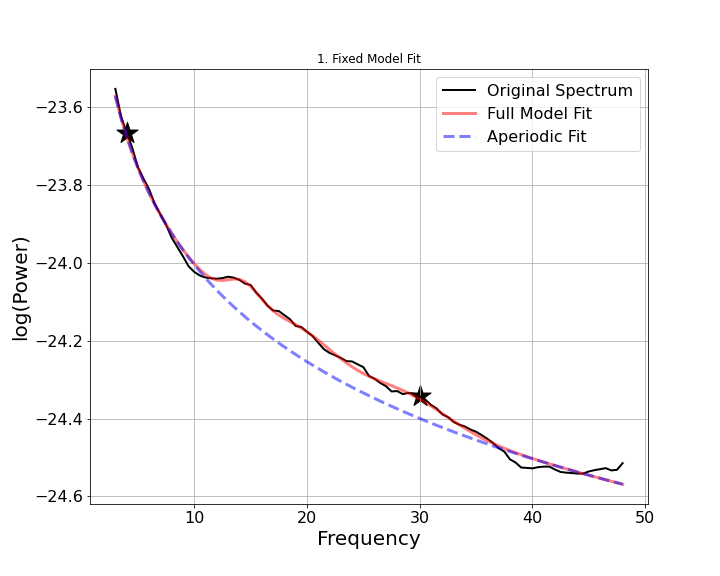 1. Fixed Model Fit
Original Spectrum
Full Model Fit
Aperiodic Fit
log(Power)
−23.6
−23.8
−24.0
−24.2
−24.4
−24.6
10
20
30
40
50
Frequency